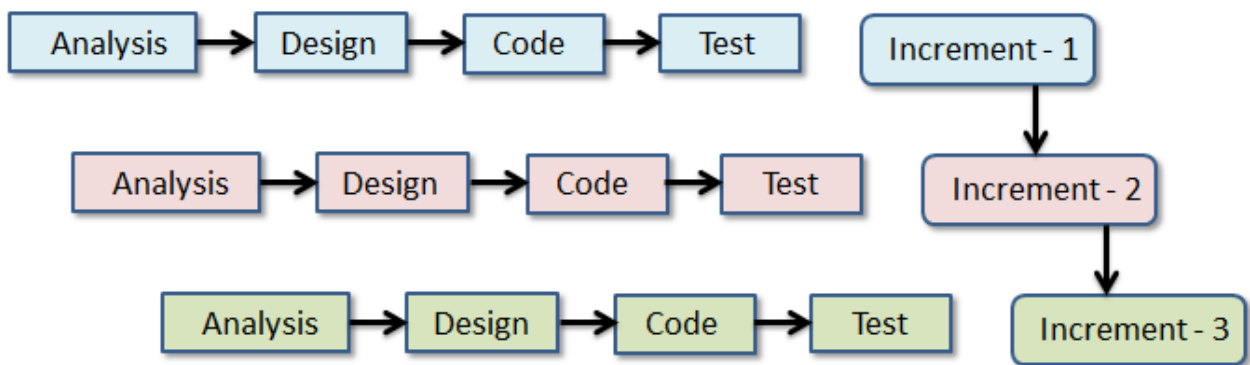 Analysis Design Code Test Increment - 1
Analysis Design Code Test Increment - 2
Analysis Design Code Test Increment - 3